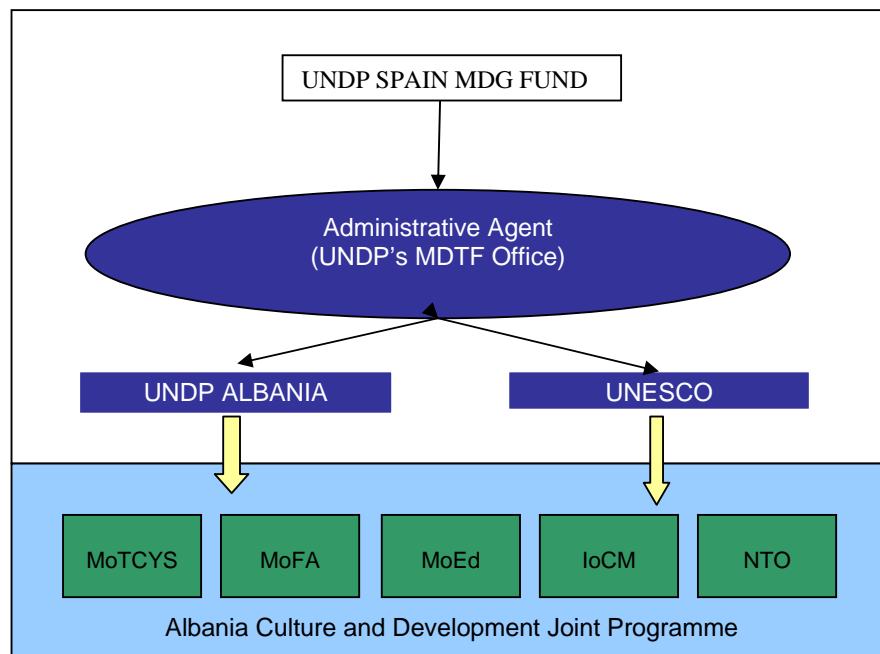 UNDP SPAIN MDG FUND
Administrative Agent
(UNDP's MDTF Office)
UNDP ALBANIA
UNESCO
MoTCYS
MoFA
MoEd
IoCM
NTO
Albania Culture and Development Joint Programme